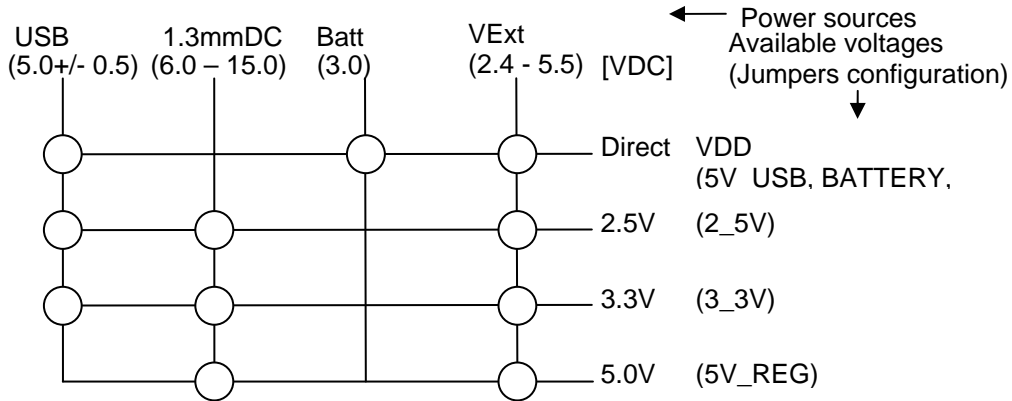 Power sources
USB 1.3mmDC Batt VExt Available voltages
(5.0+/- 0.5) (6.0 – 15.0) (3.0) (2.4 - 5.5) [VDC] (Jumpers configuration)
Direct VDD
(5V_USB, BATTERY,
2.5V (2_5V)
3.3V (3_3V)
5.0V (5V_REG)